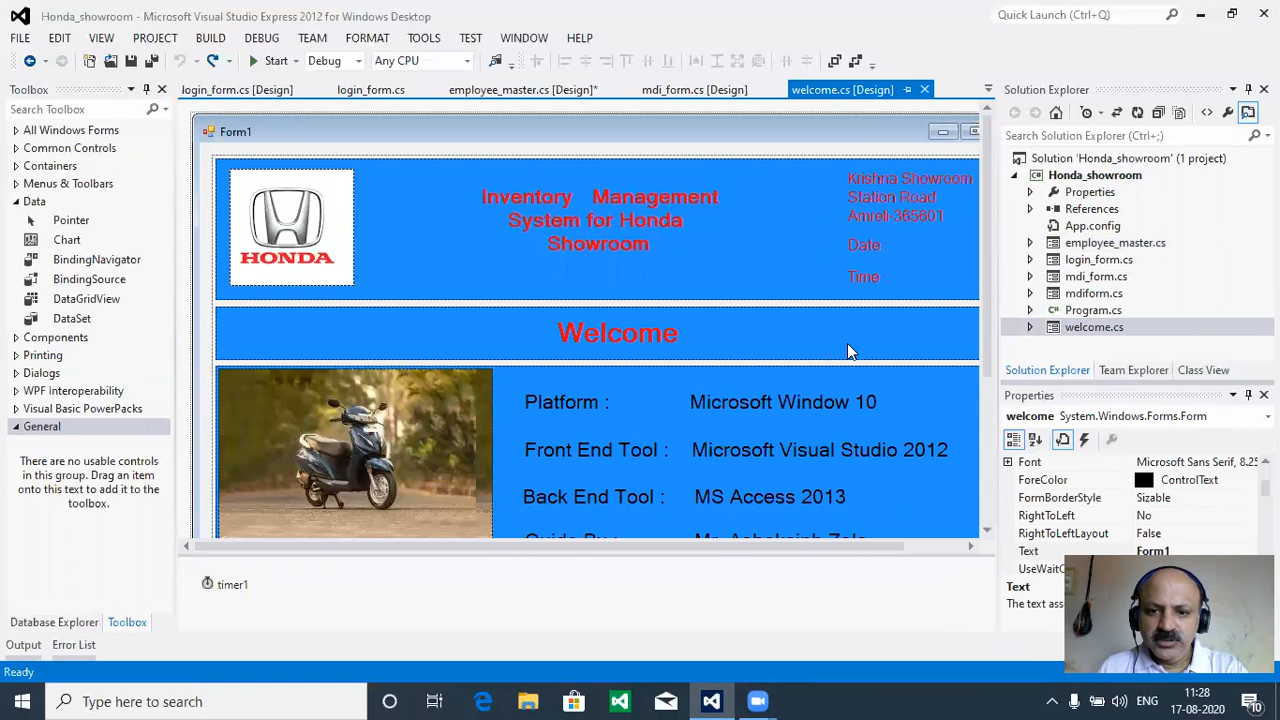 Honda_showroom - Microsoft Visual Studio Express 2012 for Windows Desktop
Quick Launch (Ctrl+Q)
FILE EDIT VIEW PROJECT BUILD DEBUG TEAM FORMAT TOOLS TEST WINDOW HELP
Start Debug Any CPU
Toolbox
login_form.cs [Design] login_form.cs employee_master.cs [Design]* mdi_form.cs [Design] welcome.cs [Design]
Solution Explorer
Search Toolbox
All Windows Forms
Common Controls
Containers
Menus & Toolbars
Data
Pointer
Chart
BindingNavigator
BindingSource
DataGridView
DataSet
Components
Printing
Dialogs
WPF Interoperability
Visual Basic PowerPacks
General
There are no usable controls
in this group. Drag an item
onto this text to add it to the
toolbox.
Database Explorer Toolbox
Output Error List
Form1
HONDA
Inventory Management
System for Honda
Showroom
Krishna Showroom
Station Road
Amreli-365601
Date :
Time :
Welcome
Platform : Microsoft Window 10
Front End Tool : Microsoft Visual Studio 2012
Back End Tool : MS Access 2013
timer1
Search Solution Explorer (Ctrl+;)
Solution 'Honda_showroom' (1 project)
Honda_showroom
Properties
References
App.config
employee_master.cs
login_form.cs
mdi_form.cs
mdiform.cs
Program.cs
welcome.cs
Solution Explorer Team Explorer Class View
Properties
welcome System.Windows.Forms.Form
Font Microsoft Sans Serif, 8.25
ForeColor ControlText
FormBorderStyle Sizable
RightToLeft No
RightToLeftLayout False
Text Form1
Text
Ready
Type here to search
ENG
11:28
17-08-2020
10